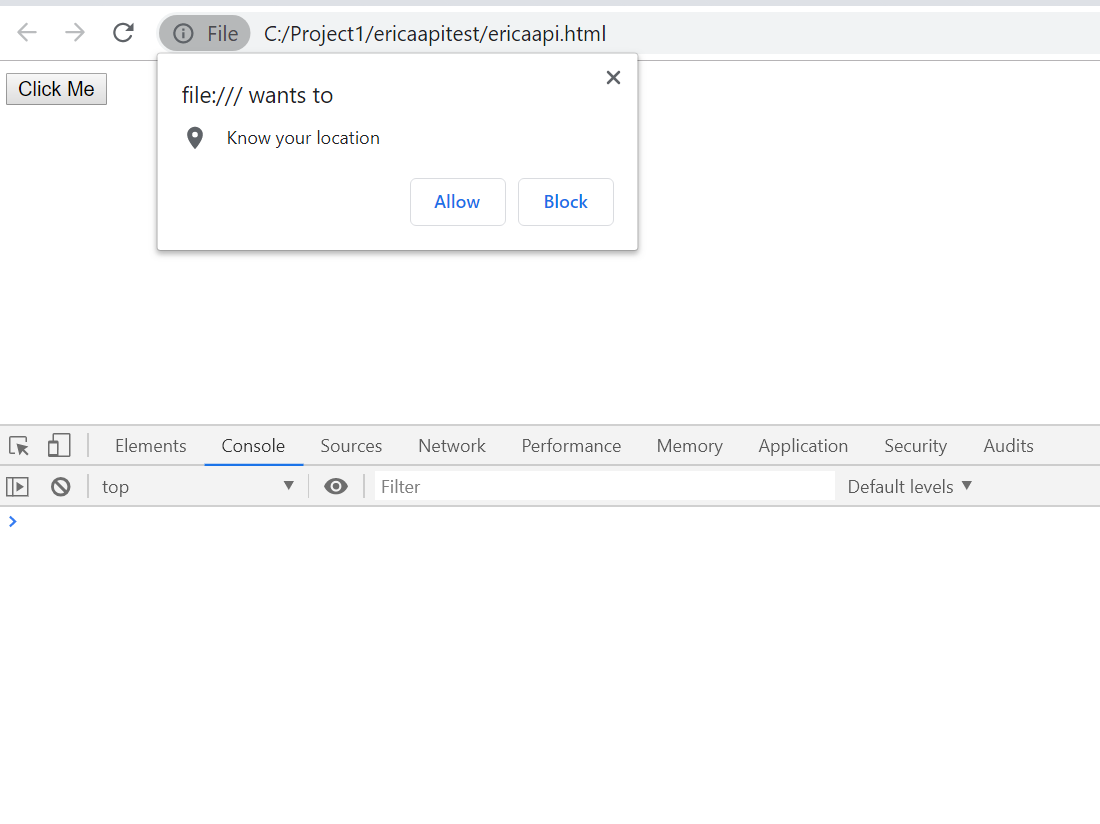 File C:/Project1/ericaapitest/ericaapi.html
Click Me
file:/// wants to
Know your location
Allow Block
Elements Console Sources Network Performance Memory Application Security Audits
top Filter Default levels